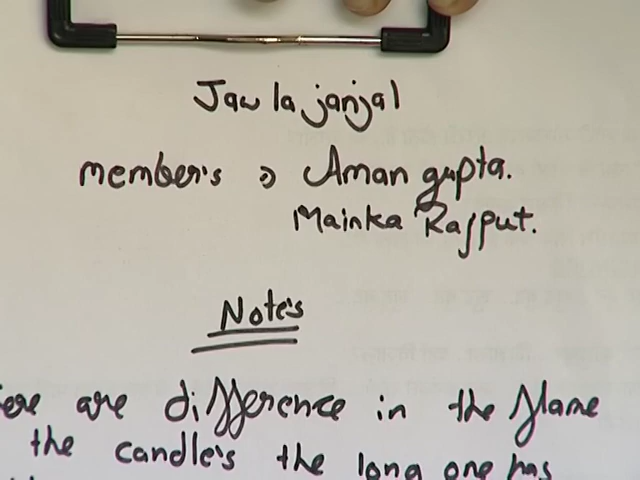 Jaw la janjal
member's Aman gupta.
Mainka Rajput.
Note's
are difference in the flame
the candle's the long one has